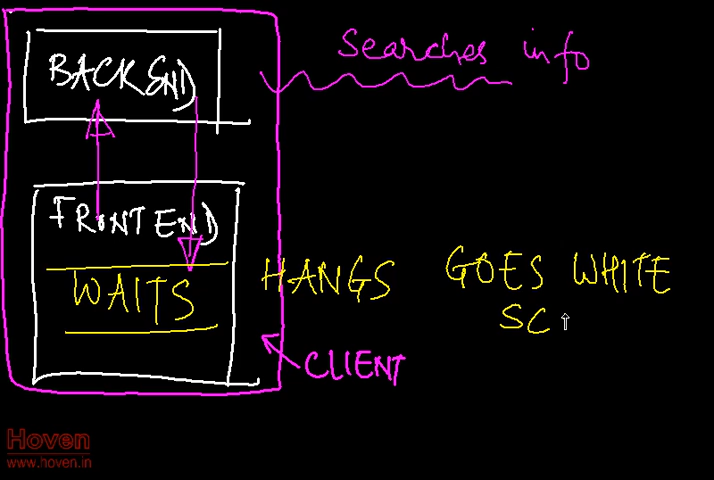 Searches info
BACKEND
FRONTEND
WAITS
HANGS GOES WHITE
SC
CLIENT
Hoven
www.hoven.in